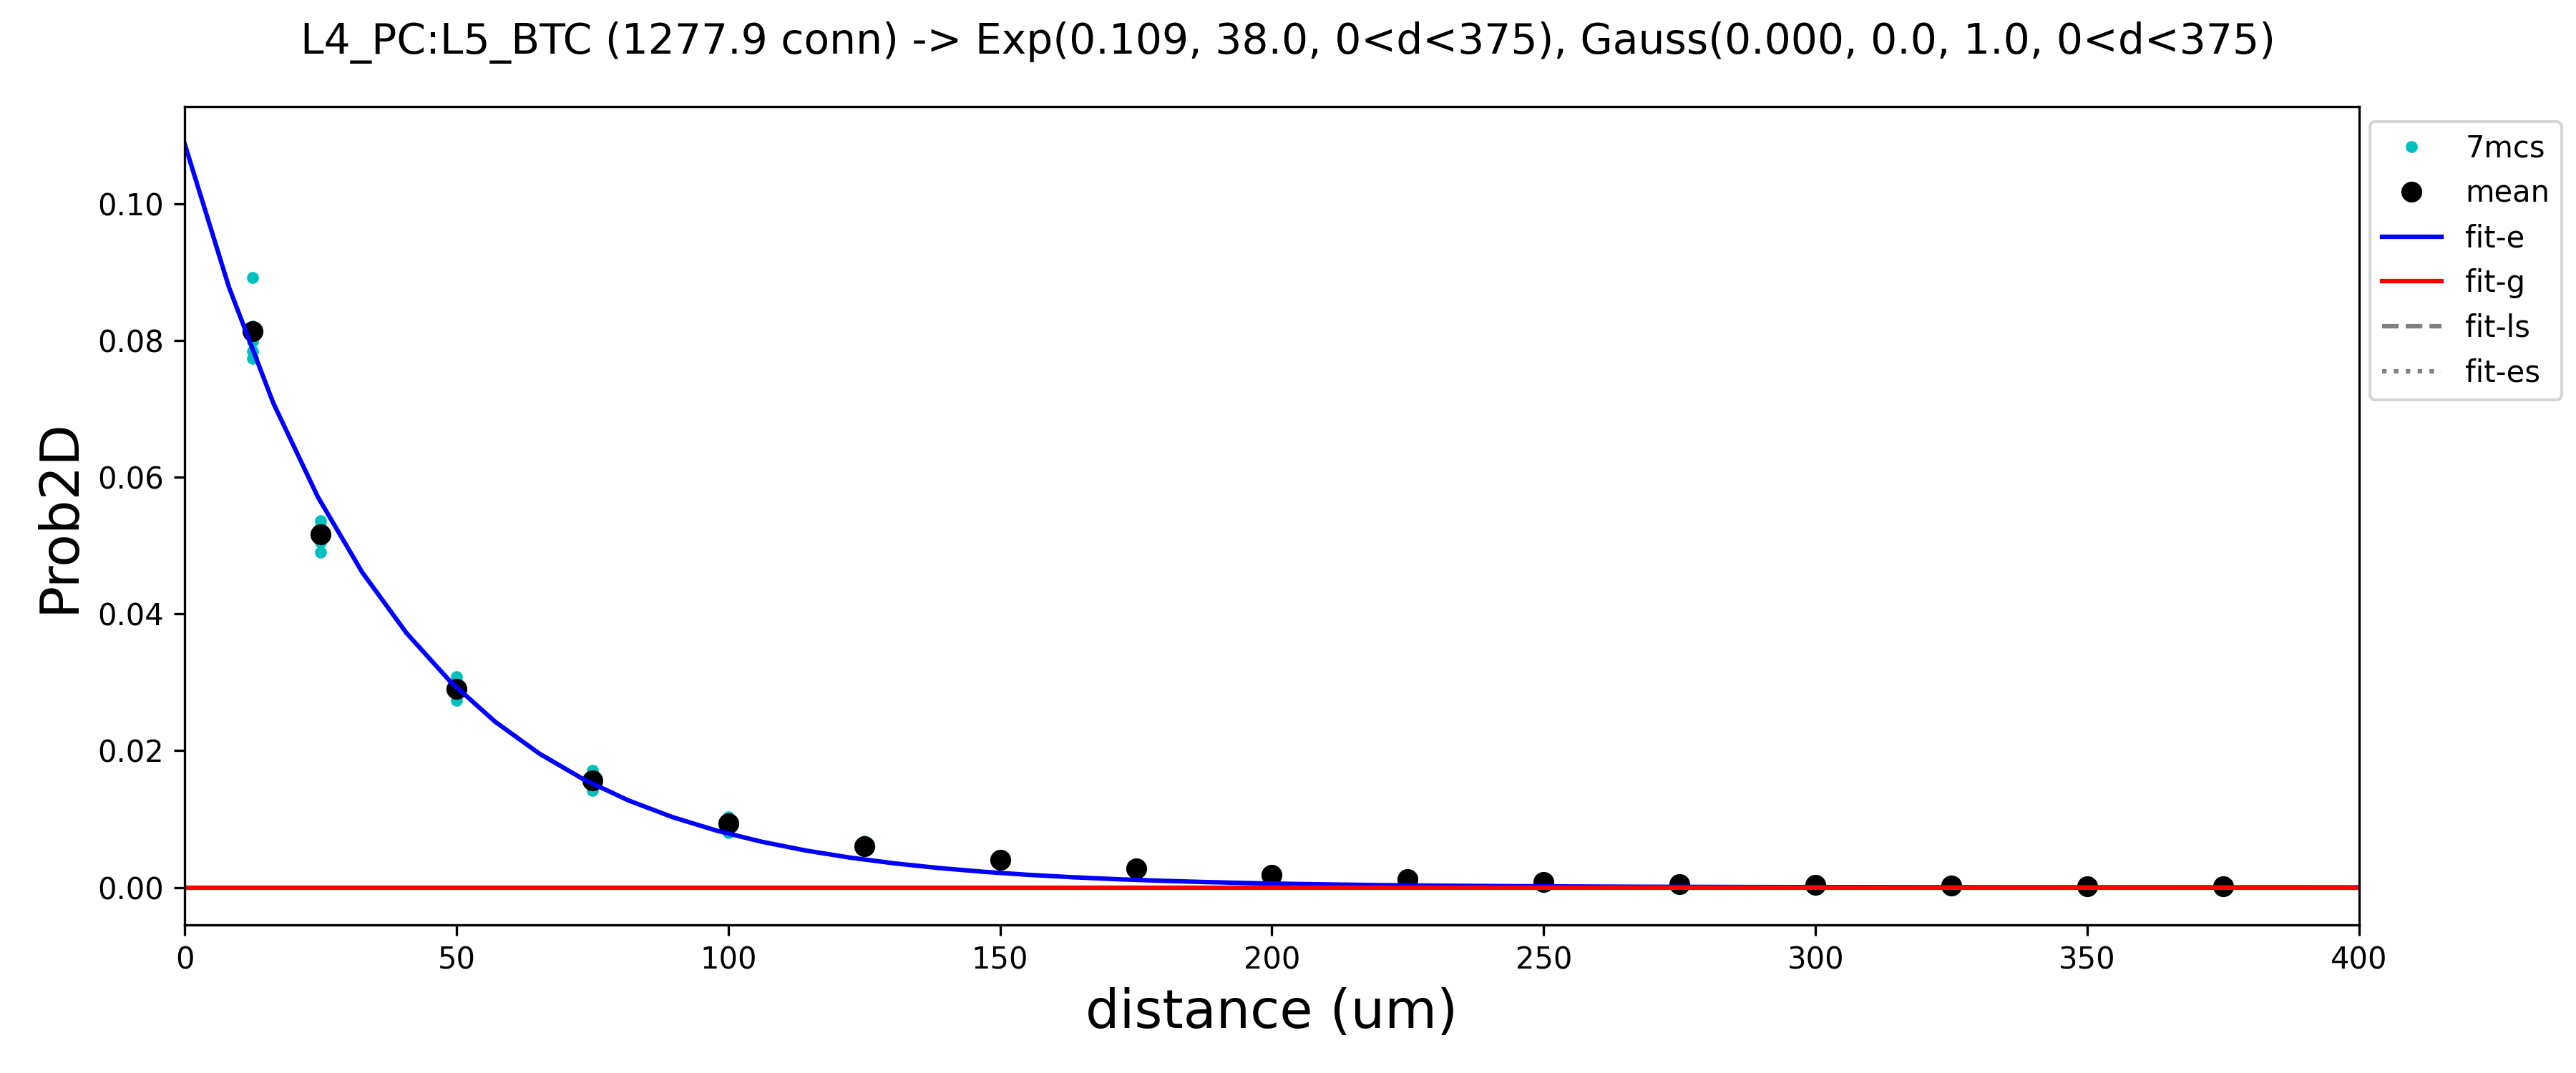 L4_PC:L5_BTC (1277.9 conn) -> Exp(0.109, 38.0, 0<d<375), Gauss(0.000, 0.0, 1.0, 0<d<375)
7mcs
mean
fit-e
fit-g
fit-ls
fit-es
Prob2D
0.10
0.08
0.06
0.04
0.02
0.00
0 50 100 150 200 250 300 350 400
distance (um)